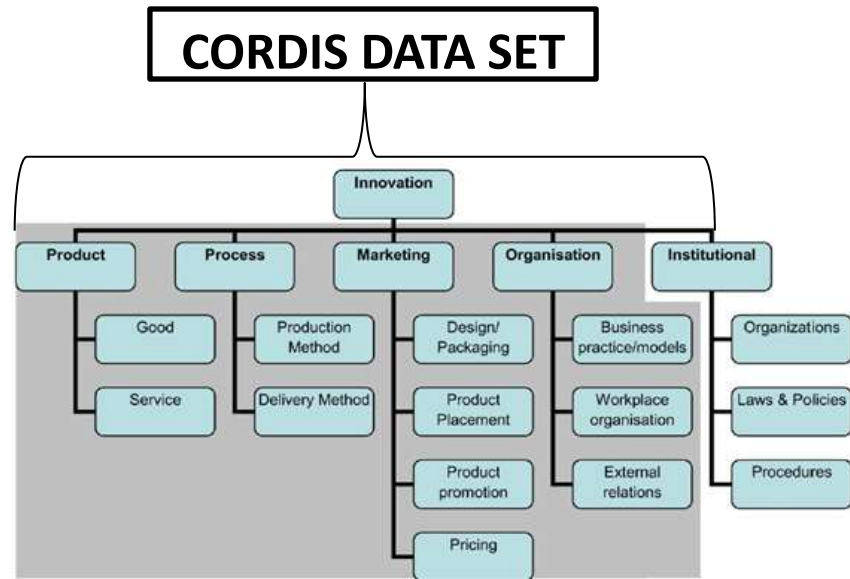 CORDIS DATA SET
Innovation
Product
Process
Marketing
Organisation
Institutional
Good
Service
Production
Method
Delivery Method
Design/
Packaging
Product
Placement
Product
promotion
Pricing
Business
practice/models
Workplace
organisation
External
relations
Organizations
Laws & Policies
Procedures